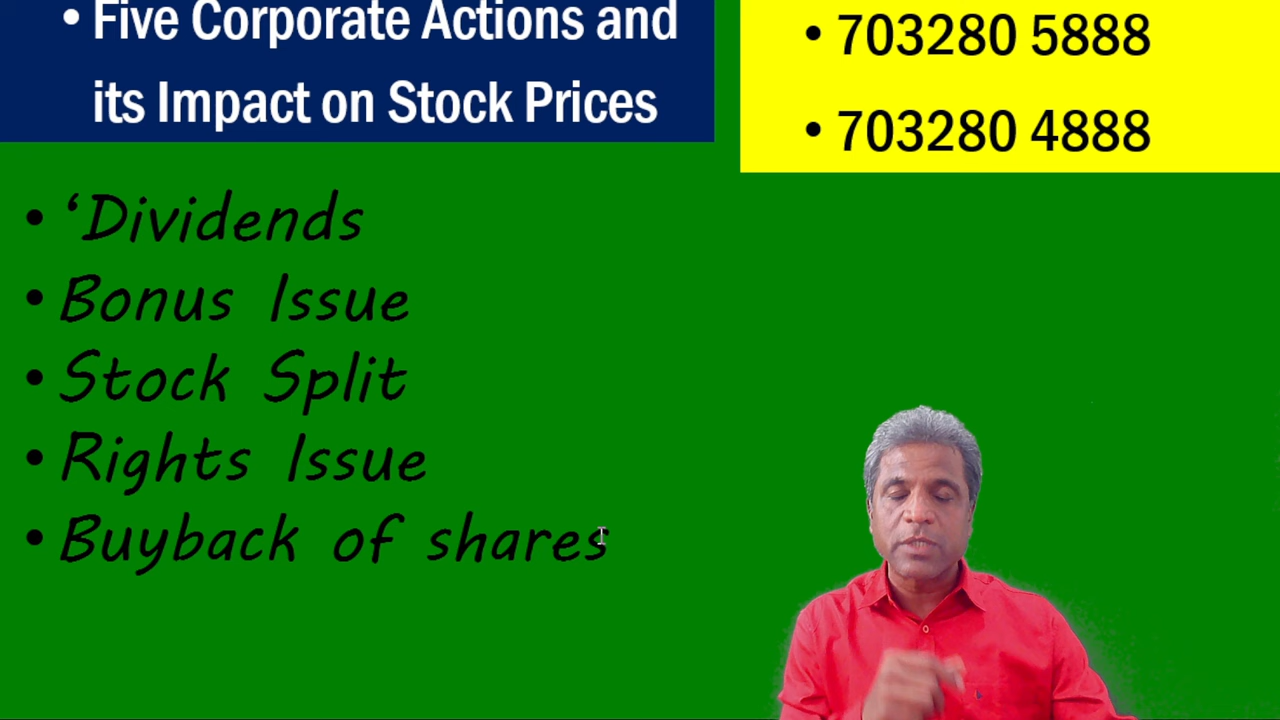 • Five Corporate Actions and
its Impact on Stock Prices
• 703280 5888
• 703280 4888
• ‘Dividends
• Bonus Issue
• Stock Split
• Rights Issue
• Buyback of shares